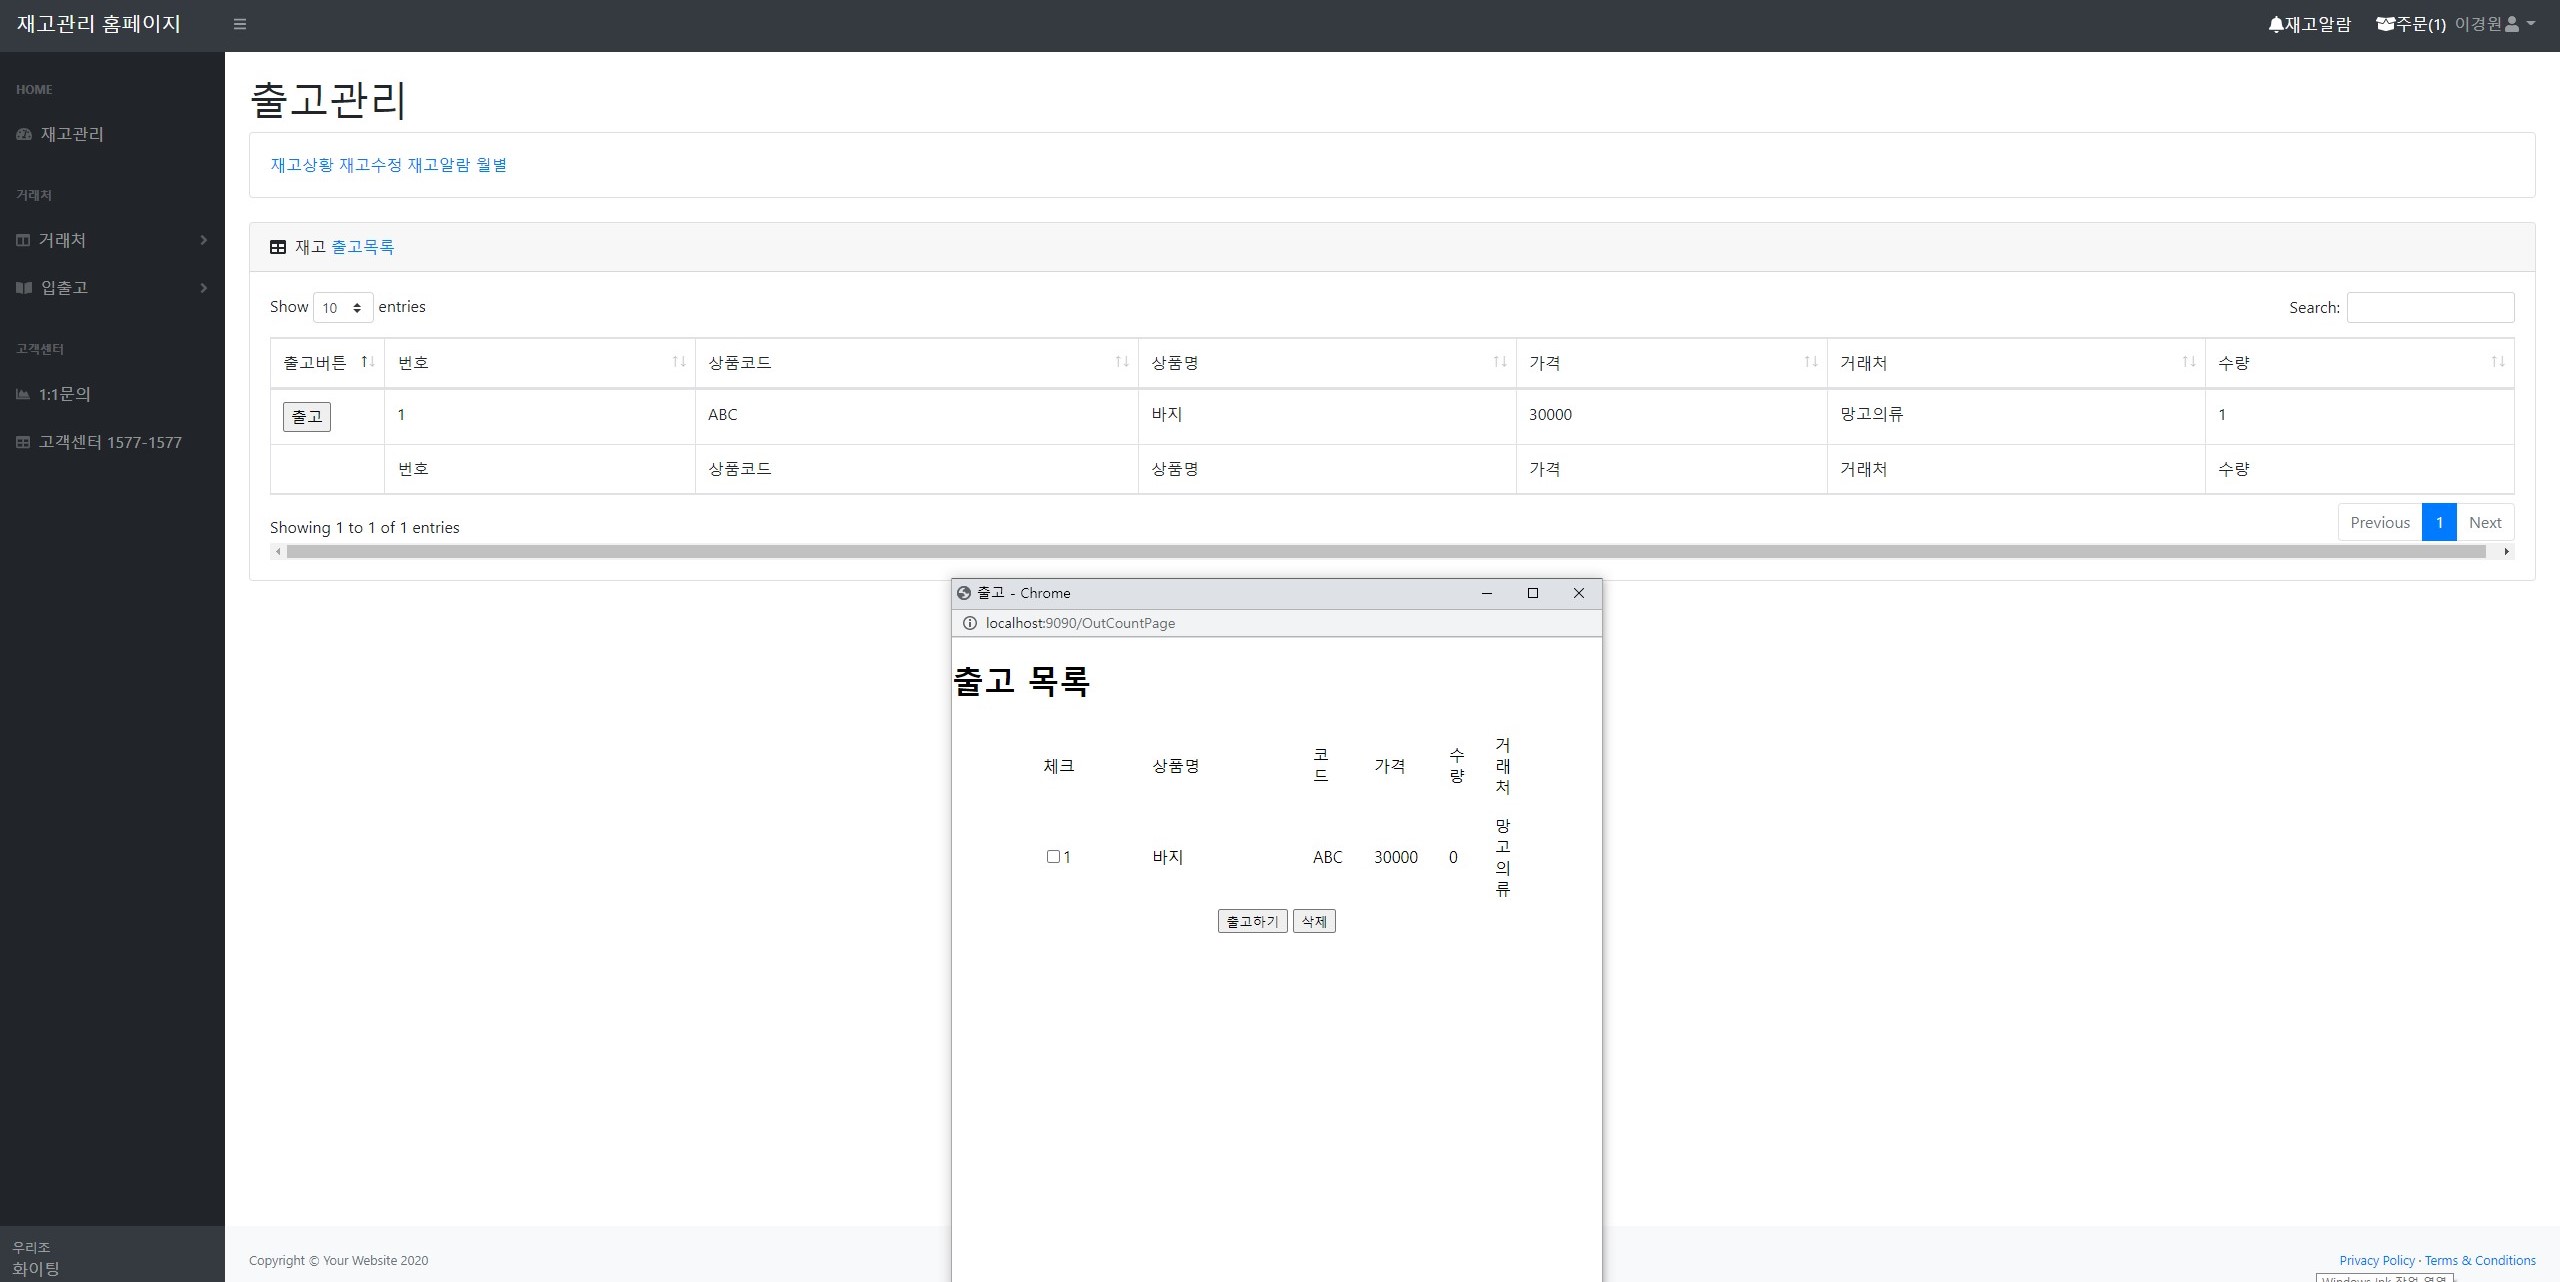 재고관리 홈페이지
재고알람 주문(1) 이경원
HOME
재고관리
거래처
거래처
입출고
고객센터
1:1문의
고객센터 1577-1577
우리조
화이팅
출고관리
재고상황 재고수정 재고알람 월별
재고 출고목록
Show 10 entries
Search:
출고버튼 번호 상품코드 상품명 가격 거래처 수량
출고 1 ABC 바지 30000 망고의류 1
번호 상품코드 상품명 가격 거래처 수량
Showing 1 to 1 of 1 entries
Previous 1 Next
출고 - Chrome
localhost:9090/OutCountPage
출고 목록
체크 상품명 코드 가격 수량 거래처
1 바지 ABC 30000 0 망고의류
출고하기 삭제
Copyright © Your Website 2020
Privacy Policy · Terms & Conditions
Windows Ink 작업 영역